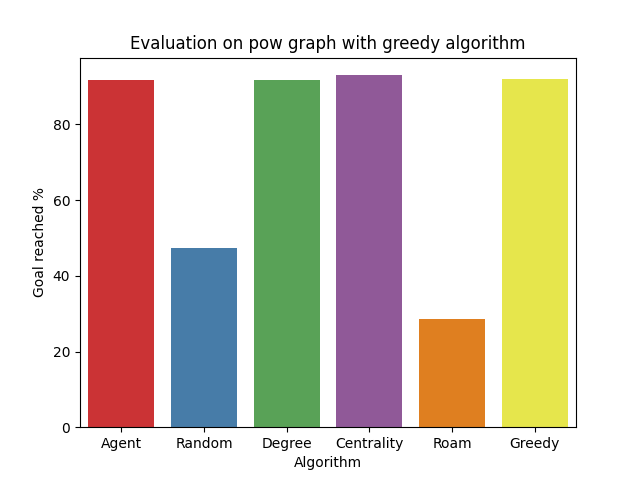 Evaluation on pow graph with greedy algorithm
Goal reached %
80
60
40
20
0
Agent Random Degree Centrality Roam Greedy
Algorithm